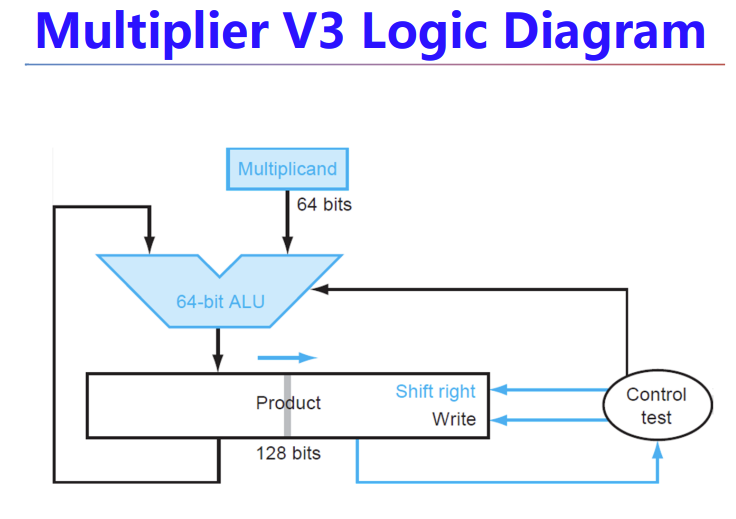 Multiplier V3 Logic Diagram
Multiplicand
64 bits
64-bit ALU
Product
Shift right
Write
Control
test
128 bits